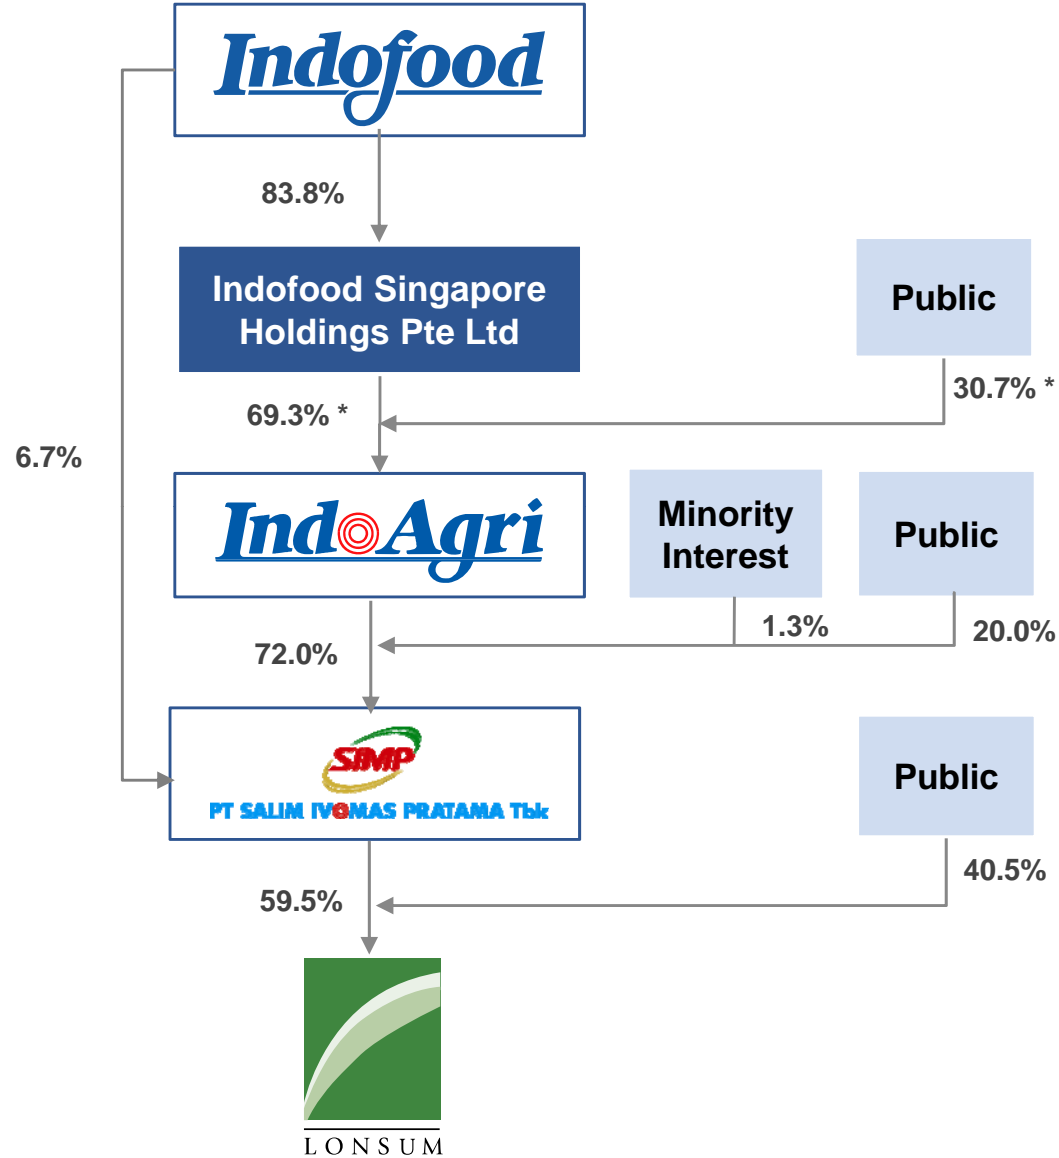 Indofood
83.8%
Indofood Singapore
Holdings Pte Ltd
Public
69.3% *
30.7% *
6.7%
IndoAgri
Minority
Interest
Public
72.0%
1.3%
20.0%
SIMP
PT SALIM IVOMAS PRATAMA Tbk
Public
59.5%
40.5%
LONSUM